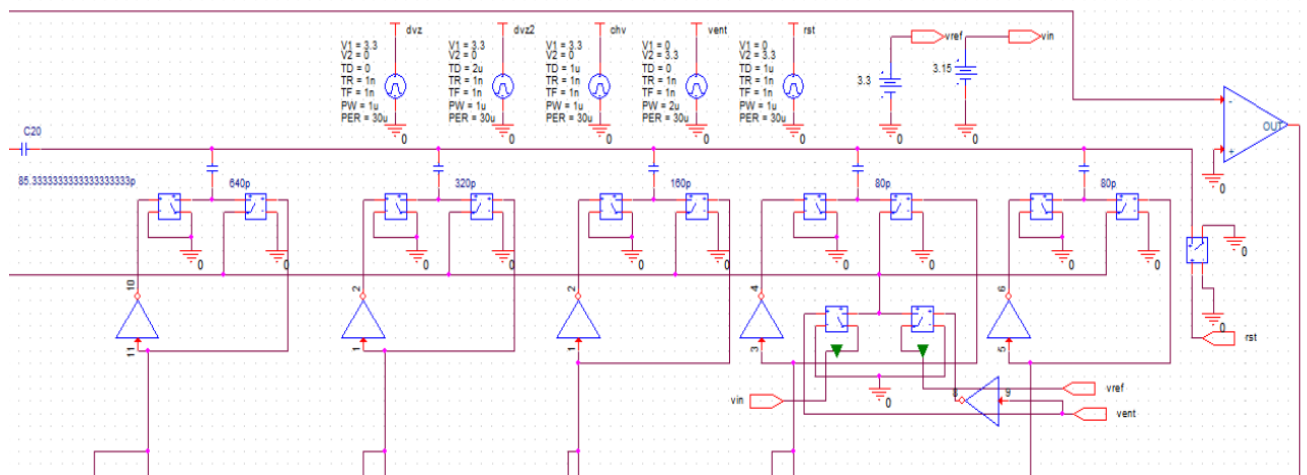 dvz
dvz2
chv
vent
rst
vref
vin
V1 = 3.3
V2 = 0
TD = 0
TR = 1n
TF = 1n
PW = 1u
PER = 30u
V1 = 3.3
V2 = 0
TD = 2u
TR = 1n
TF = 1n
PW = 1u
PER = 30u
V1 = 3.3
V2 = 0
TD = 1u
TR = 1n
TF = 1n
PW = 1u
PER = 30u
V1 = 0
V2 = 3.3
TD = 0
TR = 1n
TF = 1n
PW = 2u
PER = 30u
V1 = 0
V2 = 3.3
TD = 1u
TR = 1n
TF = 1n
PW = 1u
PER = 30u
3.3
3.15
0
0
0
0
0
0
0
-
OUT
+
0
C20
85.3333333333333333333p
640p
320p
160p
80p
80p
0
0
0
0
0
0
0
0
0
0
0
0
10
2
2
4
6
11
1
1
3
5
rst
vin
0
8
9
vref
vent